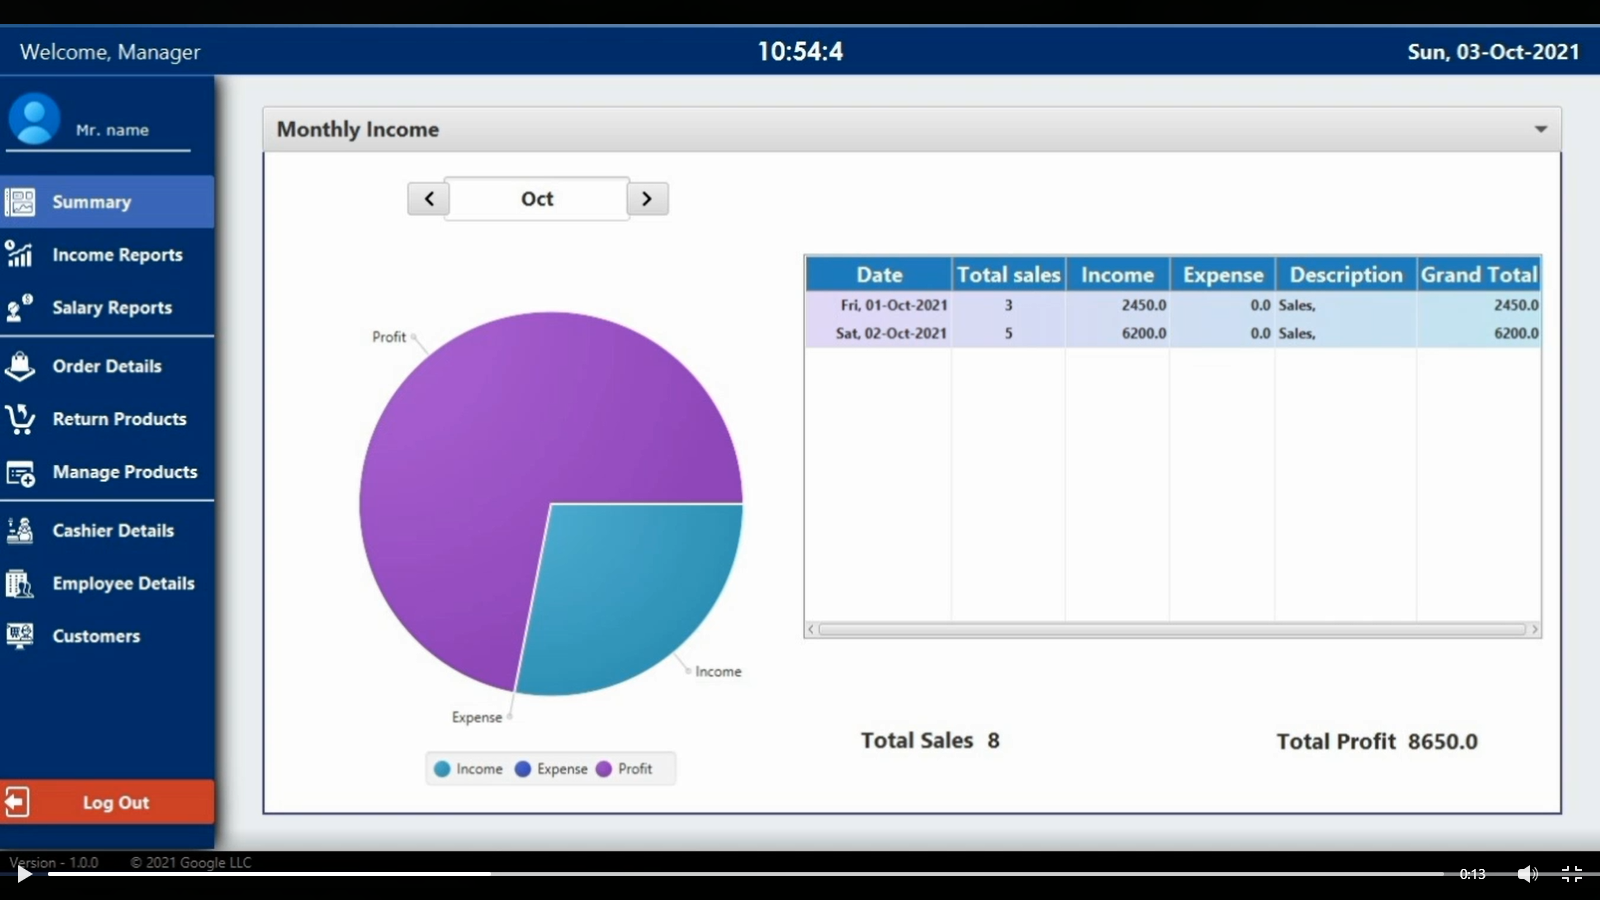 Welcome, Manager
10:54:4
Sun, 03-Oct-2021
Mr. name
Summary
Income Reports
Salary Reports
Order Details
Return Products
Manage Products
Cashier Details
Employee Details
Customers
Log Out
Monthly Income
< Oct >
Profit
Income
Expense
Income Expense Profit
Date Total sales Income Expense Description Grand Total
Fri, 01-Oct-2021 3 2450.0 0.0 Sales, 2450.0
Sat, 02-Oct-2021 5 6200.0 0.0 Sales, 6200.0
Total Sales 8
Total Profit 8650.0
Version - 1.0.0 © 2021 Google LLC
0:13